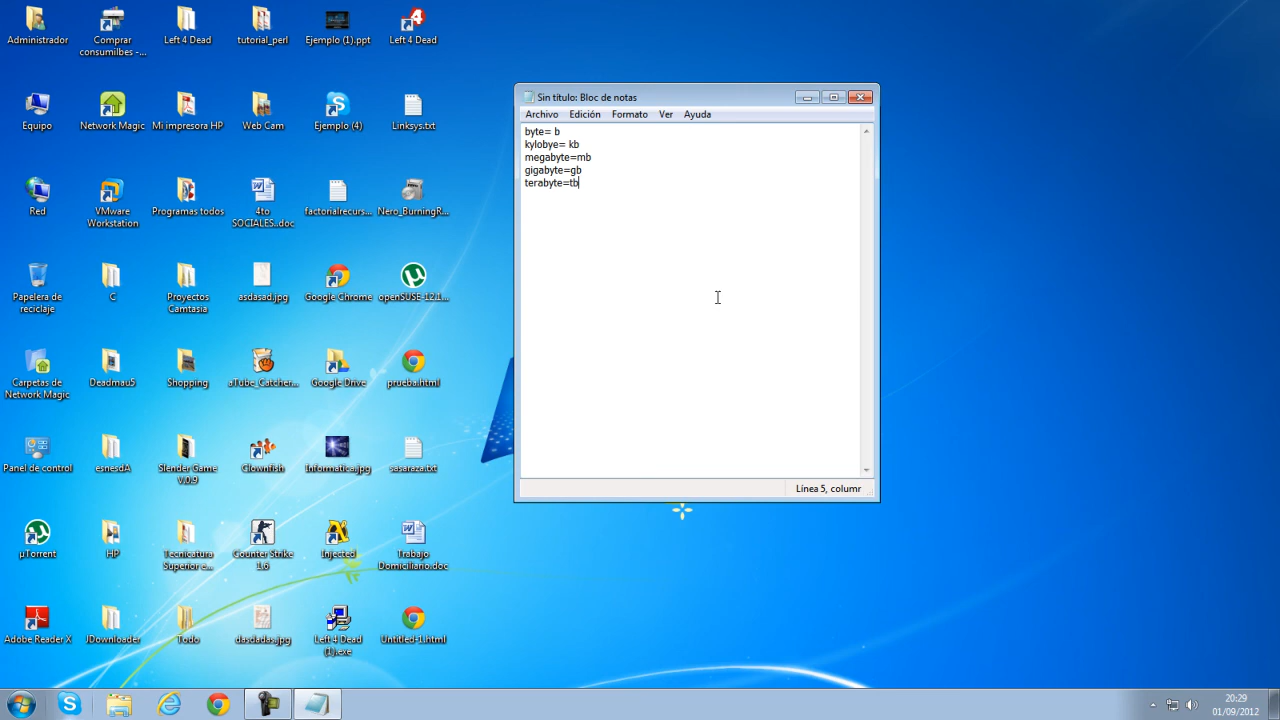 Administrador
Comprar consumilbes -...
Left 4 Dead
tutorial_perl
Ejemplo (1).ppt
Left 4 Dead
Equipo
Network Magic
Mi impresora HP
Web Cam
Ejemplo (4)
Linksys.txt
Red
VMware Workstation
Programas todos
4to SOCIALES..doc
factorialrecurs...
Nero_BurningR...
Papelera de reciclaje
C
Proyectos Camtasia
asdasad.jpg
Google Chrome
openSUSE-12.1...
Carpetas de Network Magic
Deadmau5
Shopping
aTube_Catcher...
Google Drive
prueba.html
Panel de control
esnesdA
Slender Game V.0.9
Clownfish
Informatica.jpg
sasaraza.txt
µTorrent
HP
Tecnicatura Superior e...
Counter Strike 1.6
Injected
Trabajo Domiciliario.doc
Adobe Reader X
JDownloader
Todo
dasdadas.jpg
Left 4 Dead (1).exe
Untitled-1.html
Sin título: Bloc de notas
Archivo Edición Formato Ver Ayuda
byte= b
kylobye= kb
megabyte=mb
gigabyte=gb
terabyte=tb
Línea 5, columr
20:29
01/09/2012